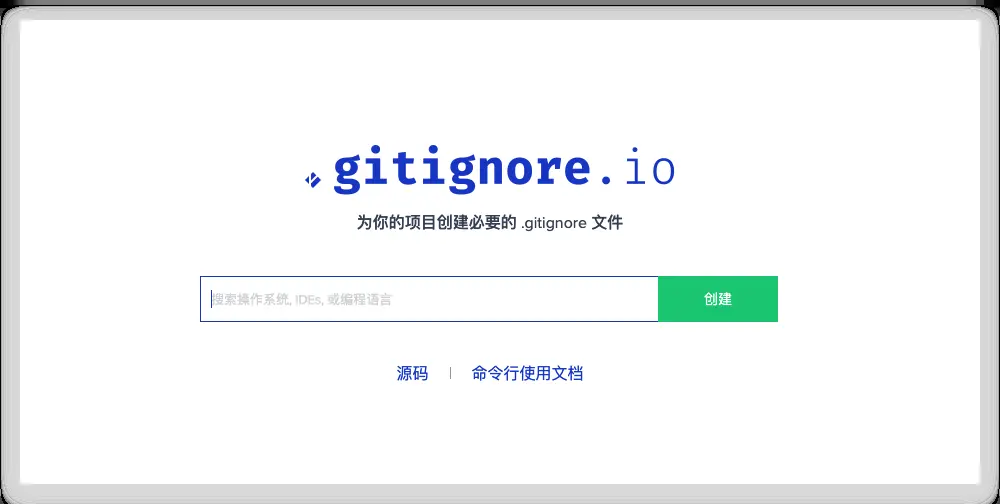 .gitignore.io
为你的项目创建必要的 .gitignore 文件
搜索操作系统, IDEs, 或编程语言
创建
源码 | 命令行使用文档